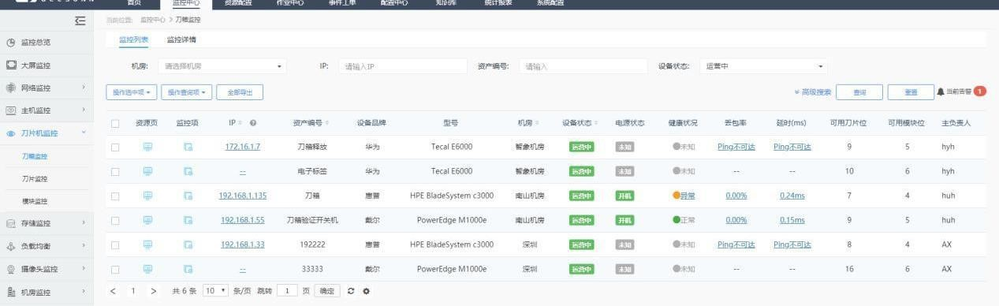 首页 监控中心 资源配置 作业中心 事件工单 配置中心 知识库 统计报表 系统配置
当前位置: 监控中心 > 刀箱监控
监控总览
大屏监控
网络监控
主机监控
刀片机监控
刀箱监控
刀片监控
模块监控
存储监控
负载均衡
摄像头监控
机房监控
监控列表 监控详情
机房: 请选择机房 IP: 请输入IP 资产编号: 请输入 设备状态: 运营中
操作选中项 操作查询项 全部导出 高级搜索 查询 重置 当前告警 1
资源页 监控项 IP 资产编号 设备品牌 型号 机房 设备状态 电源状态 健康状况 丢包率 延时(ms) 可用刀片位 可用模块位 主负责人
172.16.1.7 刀箱释放 华为 Tecal E6000 智象机房 运营中 未知 未知 Ping不可达 Ping不可达 9 5 hyh
-- 电子标签 华为 Tecal E6000 智象机房 运营中 未知 未知 -- -- 10 6 hyh
192.168.1.135 刀箱 惠普 HPE BladeSystem c3000 南山机房 运营中 开机 异常 0.00% 0.24ms 7 4 huh
192.168.1.55 刀箱验证开关机 戴尔 PowerEdge M1000e 南山机房 运营中 开机 正常 0.00% 0.15ms 9 5 huh
192.168.1.33 192222 惠普 HPE BladeSystem c3000 深圳 运营中 未知 未知 Ping不可达 Ping不可达 8 4 AX
-- 33333 戴尔 PowerEdge M1000e 深圳 运营中 未知 未知 -- -- 16 6 AX
< 1 > 共 6 条 10 条/页 跳转 1 页 确定